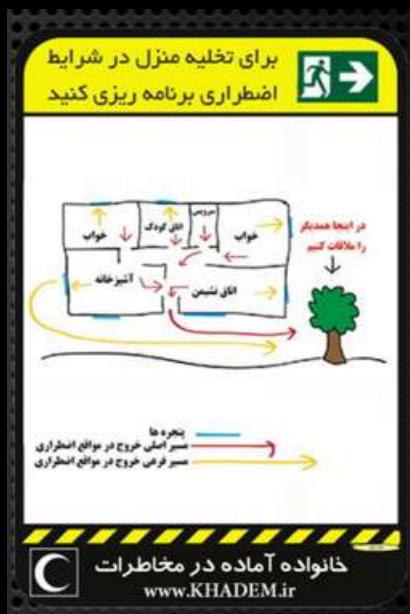 برای تخلیه منزل در شرایط
اضطراری برنامه ریزی کنید
سرویس
خواب
اتاق کودک
خواب
در اینجا همدیگر
را ملاقات کنیم
آشپزخانه
اتاق نشیمن
پنجره ها
مسیر اصلی خروج در مواقع اضطراری
مسیر فرعی خروج در مواقع اضطراری
خانواده آماده در مخاطرات
www.KHADEM.ir